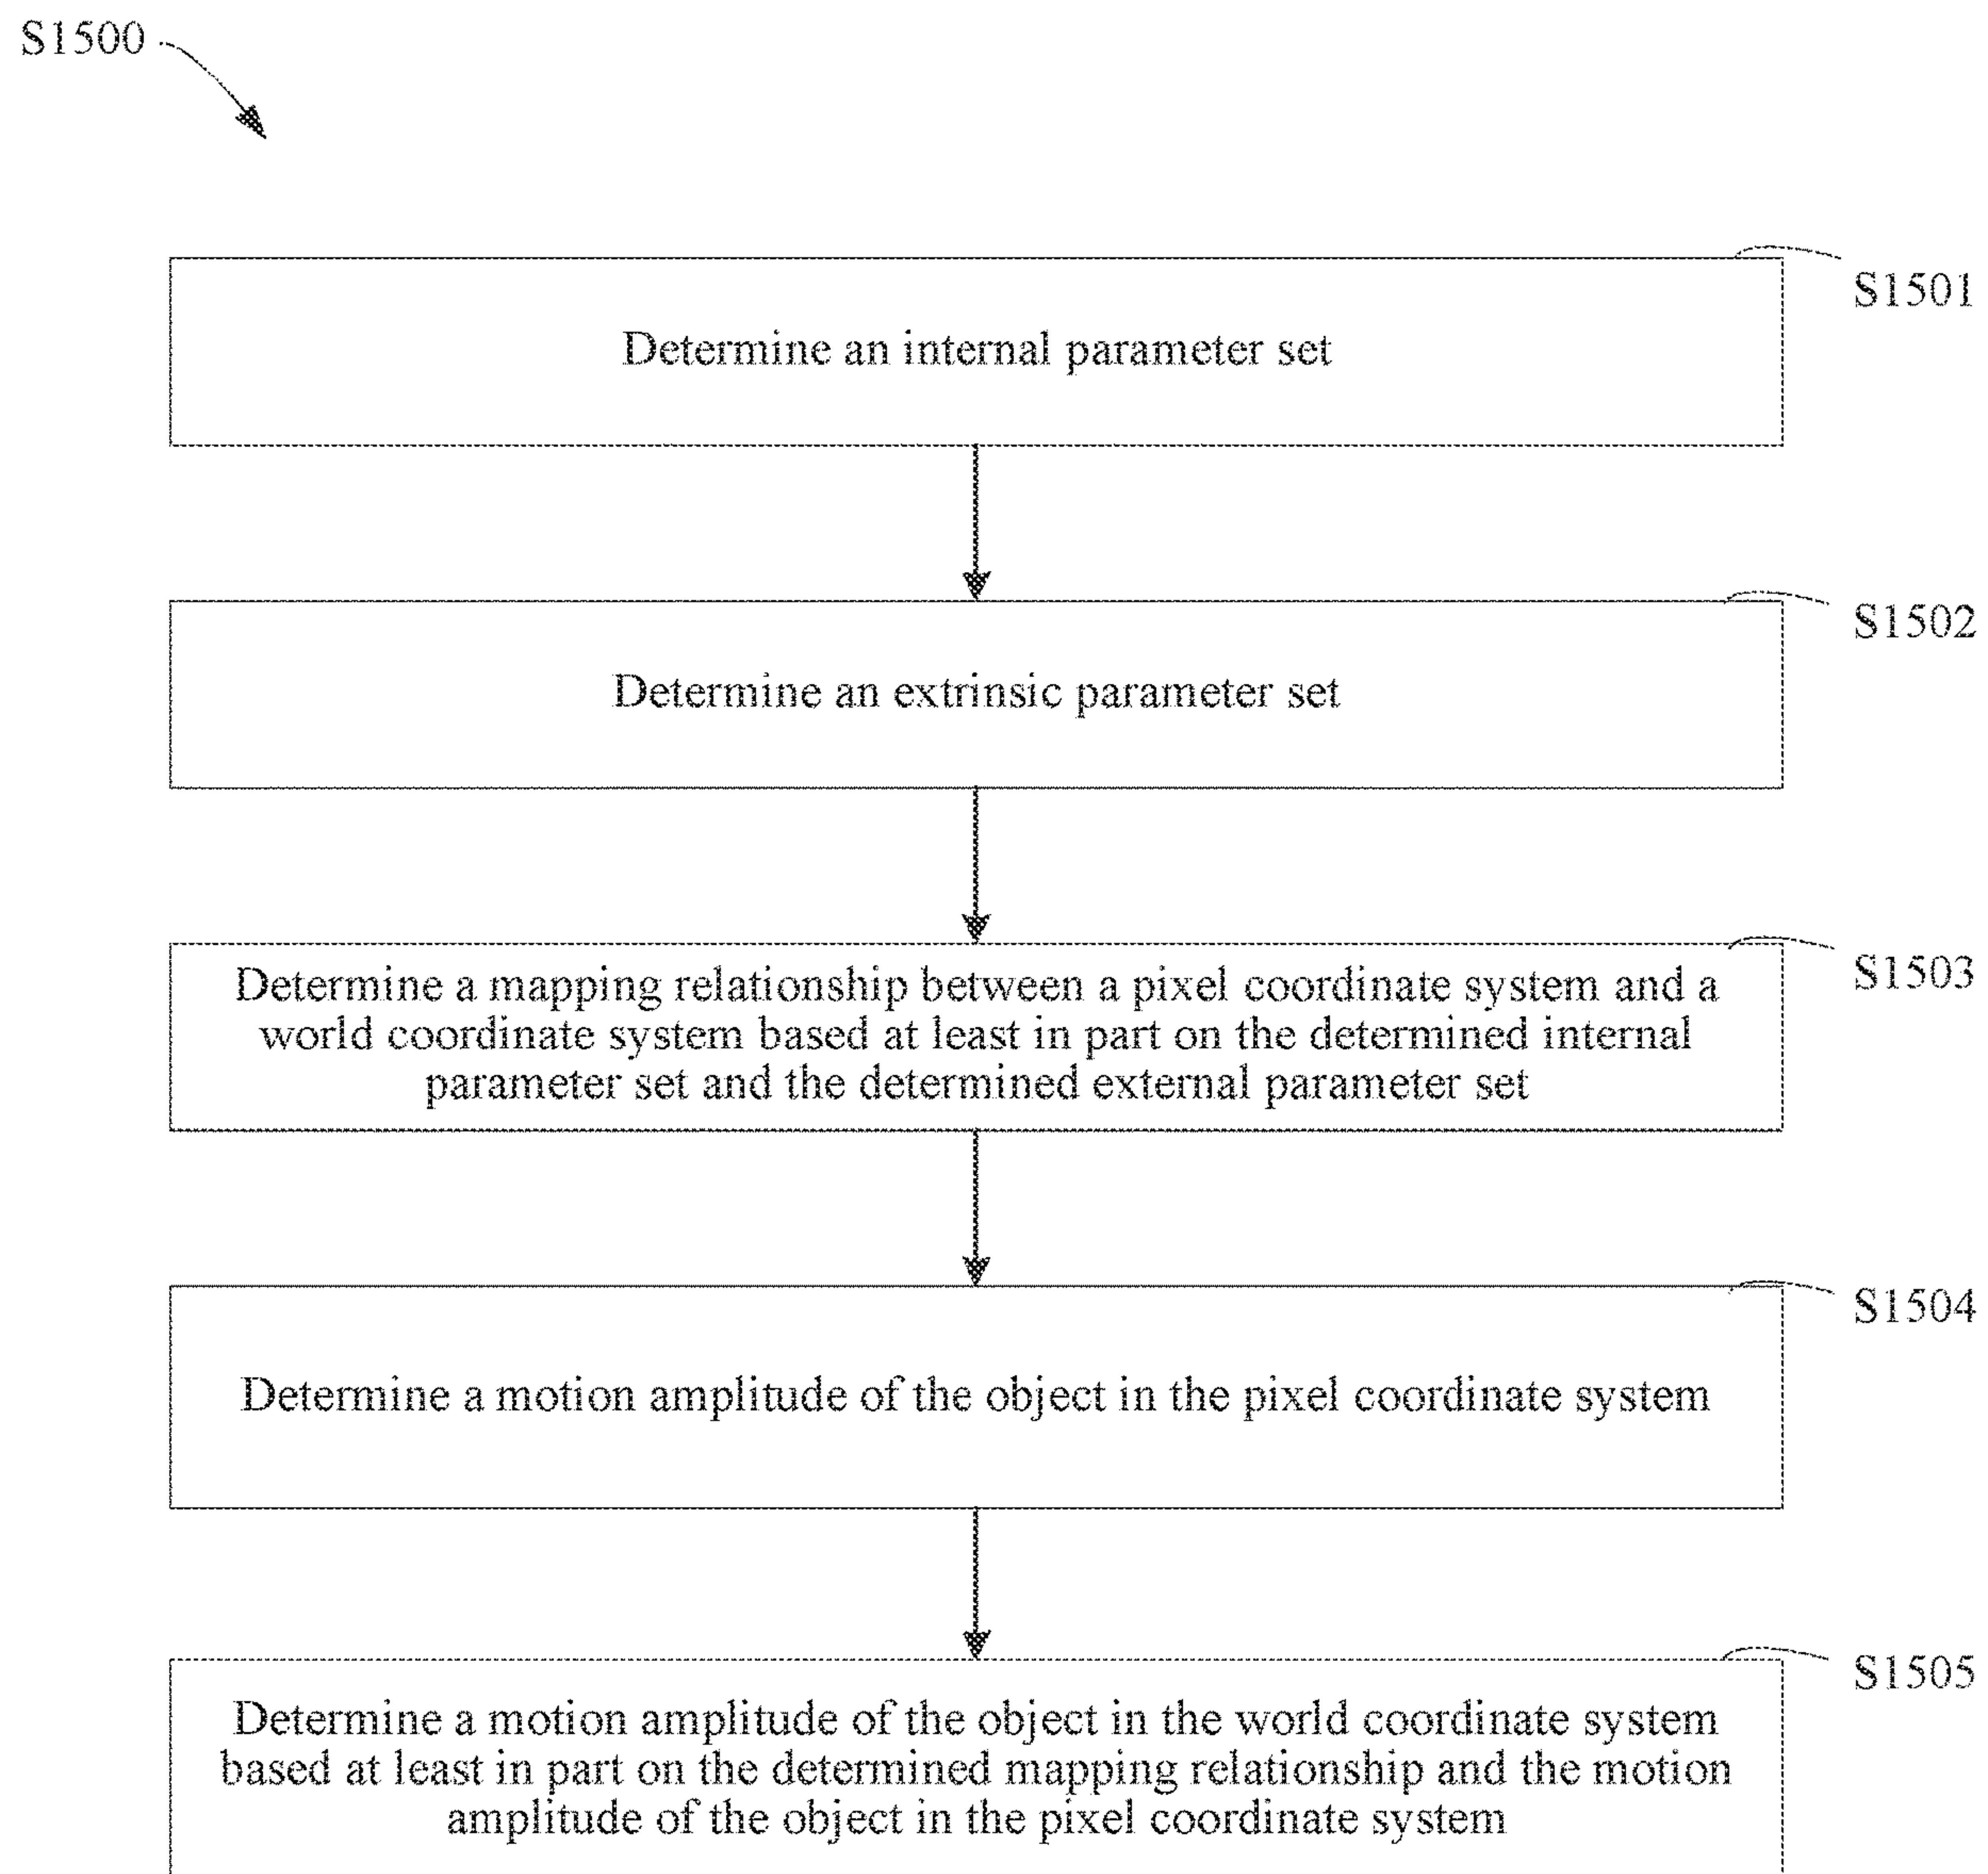 S1500
S1501
Determine an internal parameter set
S1502
Determine an extrinsic parameter set
S1503
Determine a mapping relationship between a pixel coordinate system and a
world coordinate system based at least in part on the determined internal
parameter set and the determined external parameter set
S1504
Determine a motion amplitude of the object in the pixel coordinate system
S1505
Determine a motion amplitude of the object in the world coordinate system
based at least in part on the determined mapping relationship and the motion
amplitude of the object in the pixel coordinate system